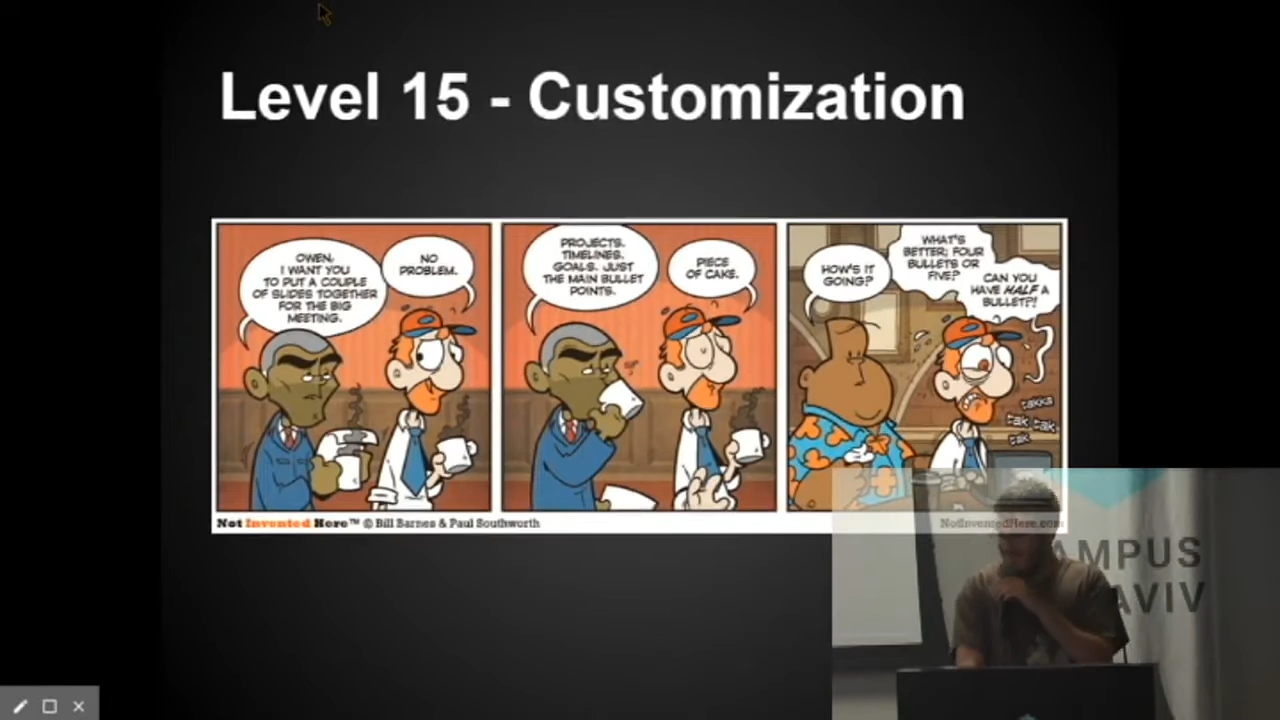 Level 15 - Customization
OWEN,
I WANT YOU
TO PUT A COUPLE
OF SLIDES TOGETHER
FOR THE BIG
MEETING.
NO
PROBLEM.
PROJECTS.
TIMELINES.
GOALS. JUST
THE MAIN BULLET
POINTS.
PIECE
OF CAKE.
HOW'S IT
GOING?
WHAT'S
BETTER; FOUR
BULLETS OR
FIVE?
CAN YOU
HAVE HALF A
BULLET?!
takka
tak tak
tak
Not Invented Here™ © Bill Barnes & Paul Southworth
NotInventedHere.com
AMPUS
AVIV